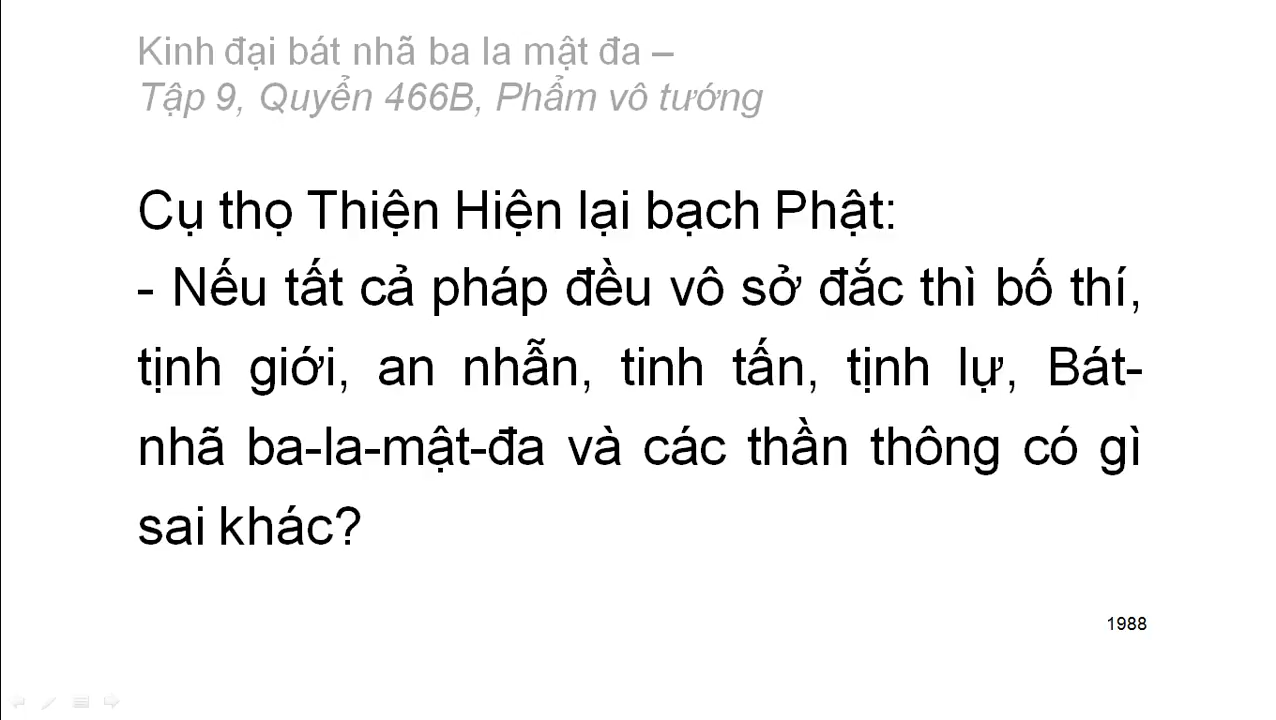 Kinh đại bát nhã ba la mật đa –
Tập 9, Quyển 466B, Phẩm vô tướng
Cụ thọ Thiện Hiện lại bạch Phật:
- Nếu tất cả pháp đều vô sở đắc thì bố thí,
tịnh giới, an nhẫn, tinh tấn, tịnh lự, Bát-
nhã ba-la-mật-đa và các thần thông có gì
sai khác?
1988